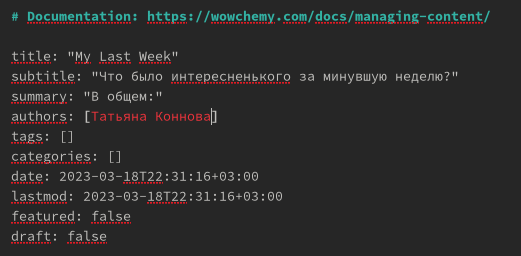 # Documentation: https://wowchemy.com/docs/managing-content/
title: "My Last Week"
subtitle: "Что было интересненького за минувшую неделю?"
summary: "В общем:"
authors: [Татьяна Коннова]
tags: []
categories: []
date: 2023-03-18T22:31:16+03:00
lastmod: 2023-03-18T22:31:16+03:00
featured: false
draft: false